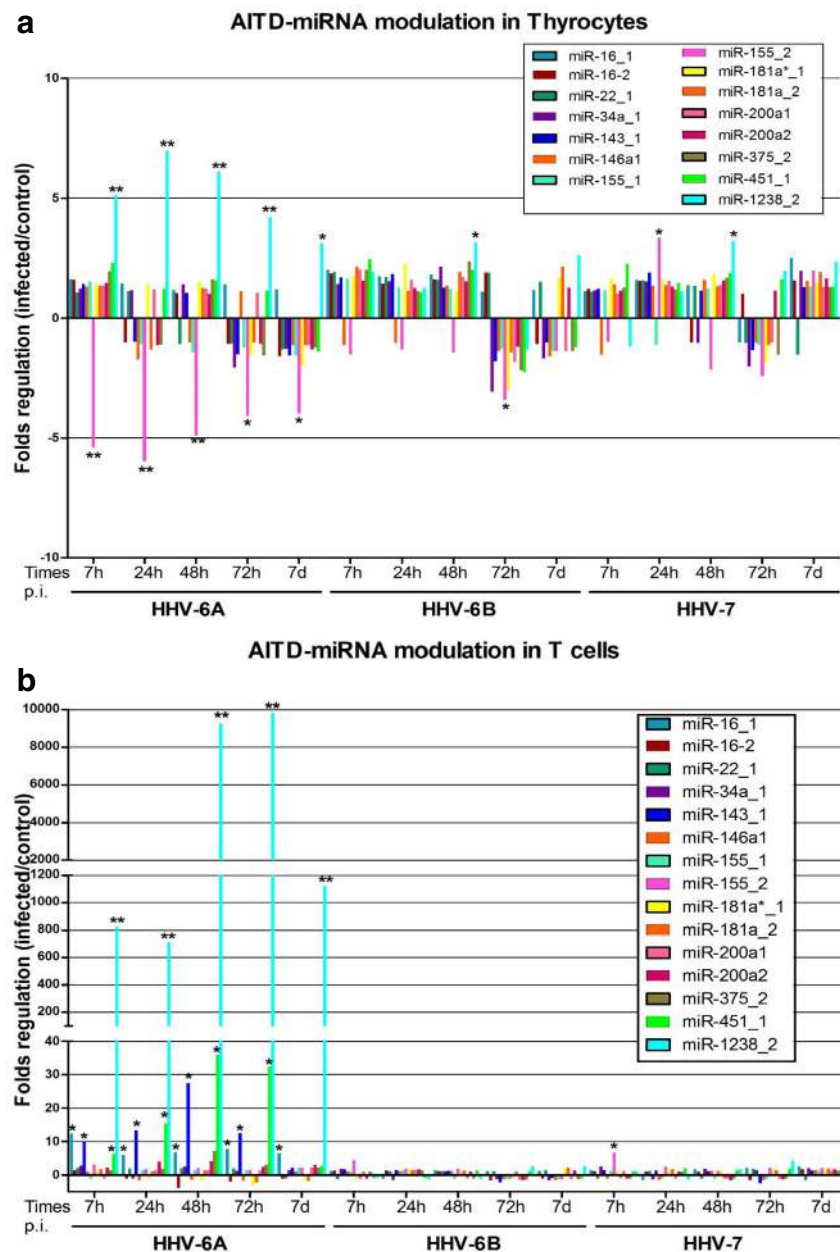 a
AITD-miRNA modulation in Thyrocytes
miR-16_1
miR-16-2
miR-22_1
miR-34a_1
miR-143_1
miR-146a1
miR-155_1
miR-155_2
miR-181a*_1
miR-181a_2
miR-200a1
miR-200a2
miR-375_2
miR-451_1
miR-1238_2
Folds regulation (infected/control)
10
5
0
-5
-10
** ** ** ** * * * *
** ** ** * * *
Times p.i.
7h 24h 48h 72h 7d 7h 24h 48h 72h 7d 7h 24h 48h 72h 7d
HHV-6A HHV-6B HHV-7
AITD-miRNA modulation in T cells
b
miR-16_1
miR-16-2
miR-22_1
miR-34a_1
miR-143_1
miR-146a1
miR-155_1
miR-155_2
miR-181a*_1
miR-181a_2
miR-200a1
miR-200a2
miR-375_2
miR-451_1
miR-1238_2
Folds regulation (infected/control)
10000
8000
6000
4000
2000
1200
1000
800
600
400
200
40
30
20
10
0
** ** ** ** **
* * * * * * * * * * * * *
Times p.i.
7h 24h 48h 72h 7d 7h 24h 48h 72h 7d 7h 24h 48h 72h 7d
HHV-6A HHV-6B HHV-7